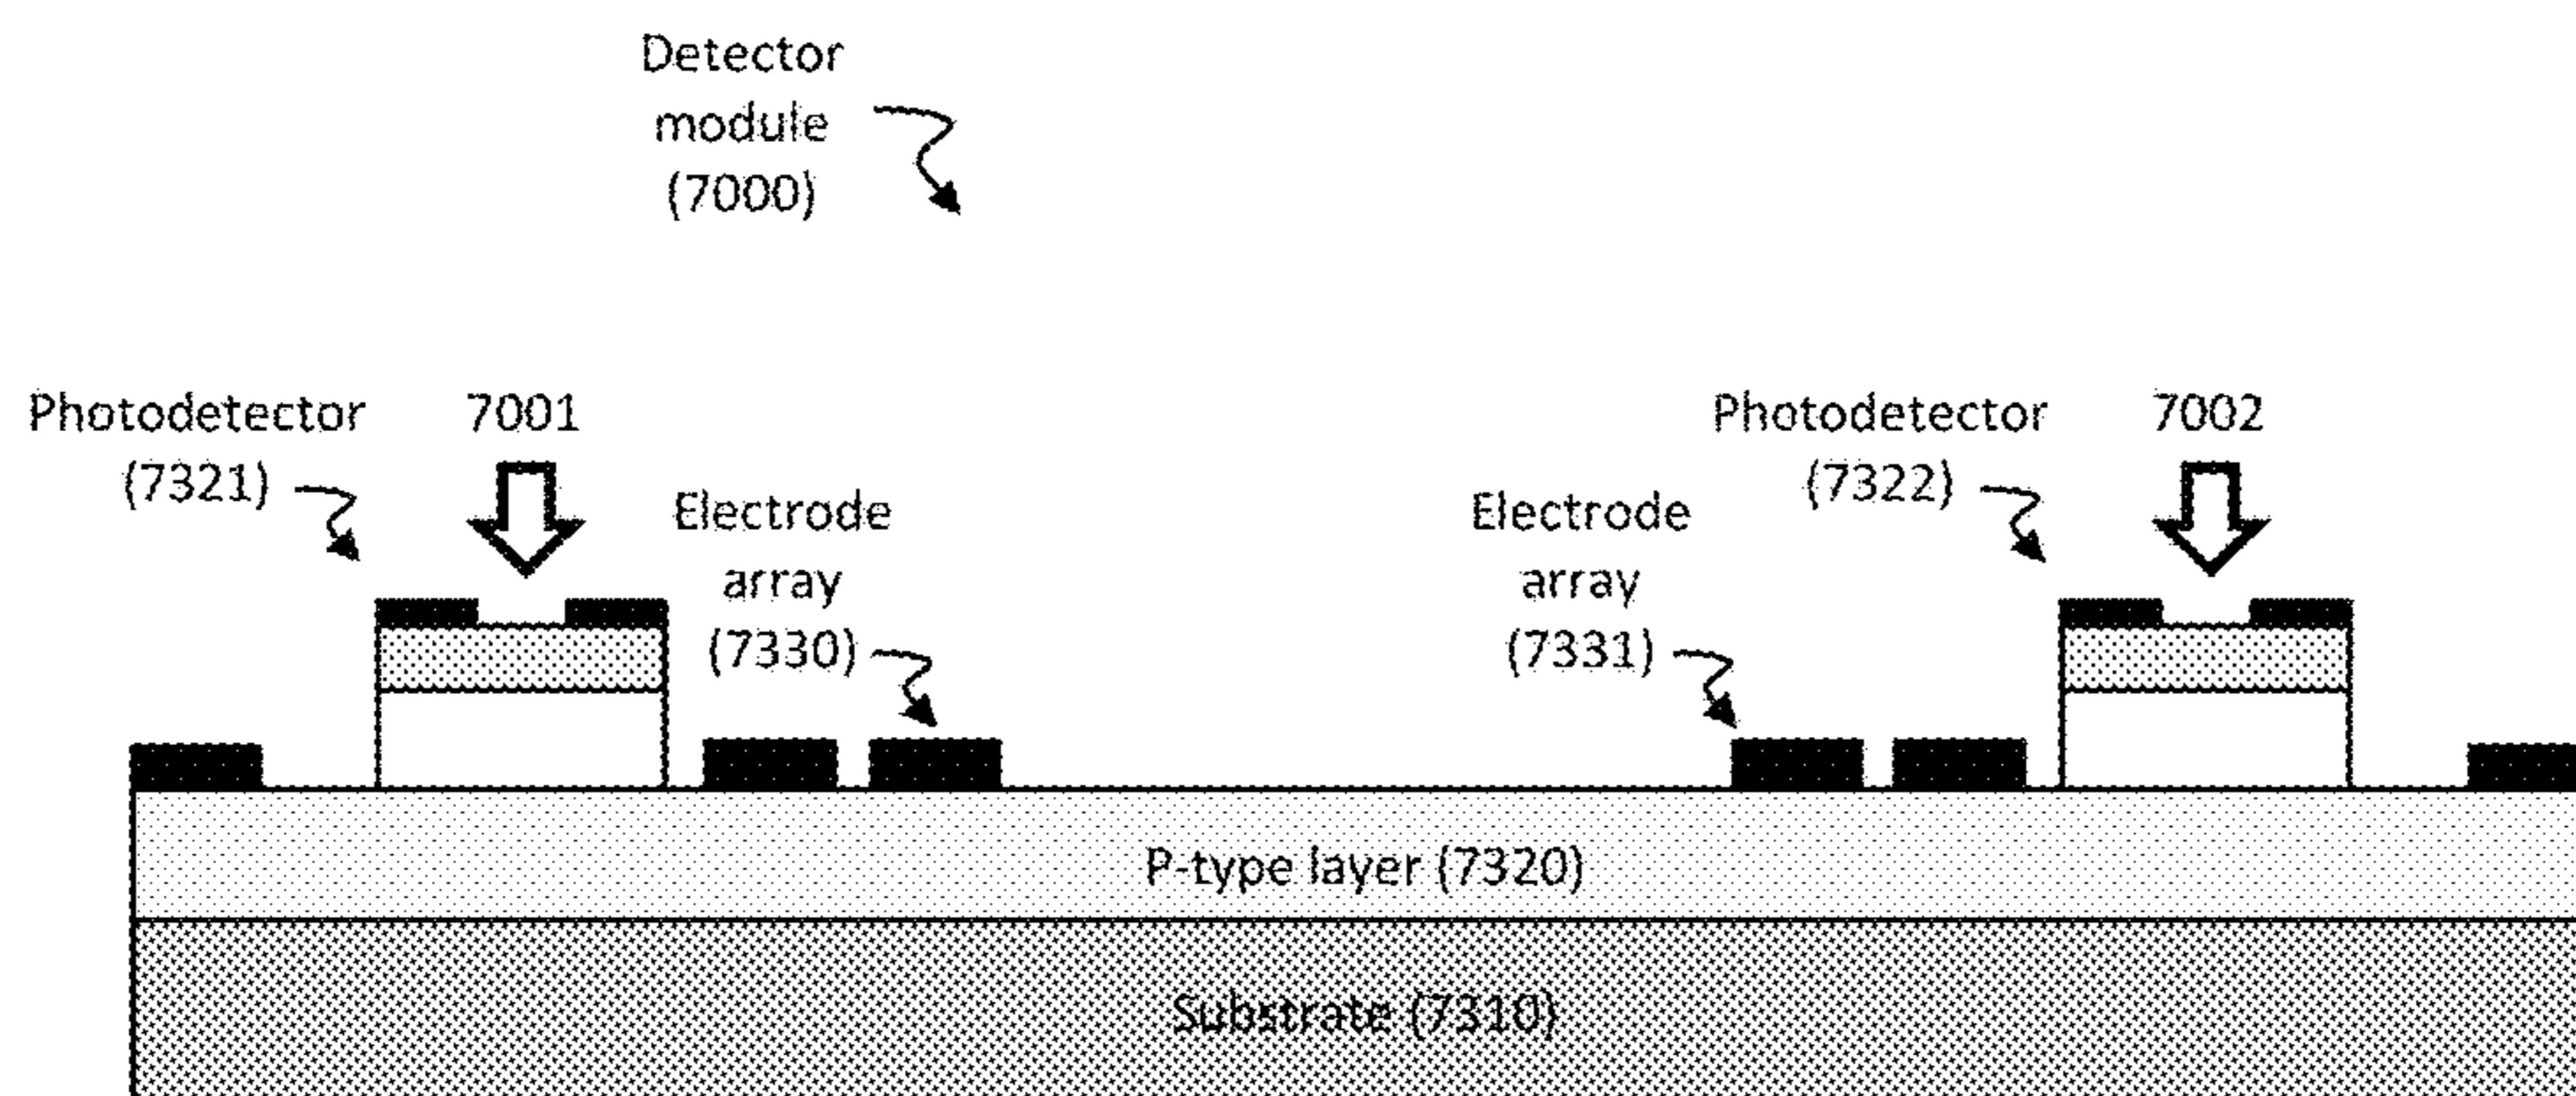 Detector
module
(7000)
Photodetector
(7321)
7001
Electrode
array
(7330)
Electrode
array
(7331)
Photodetector
(7322)
7002
P-type layer (7320)
Substrate (7310)